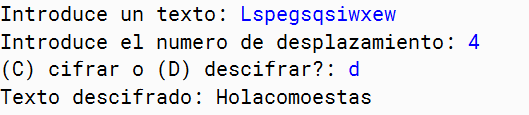 Introduce un texto: Lspegsqsiwxew
Introduce el numero de desplazamiento: 4
(C) cifrar o (D) descifrar?: d
Texto descifrado: Holacomoestas